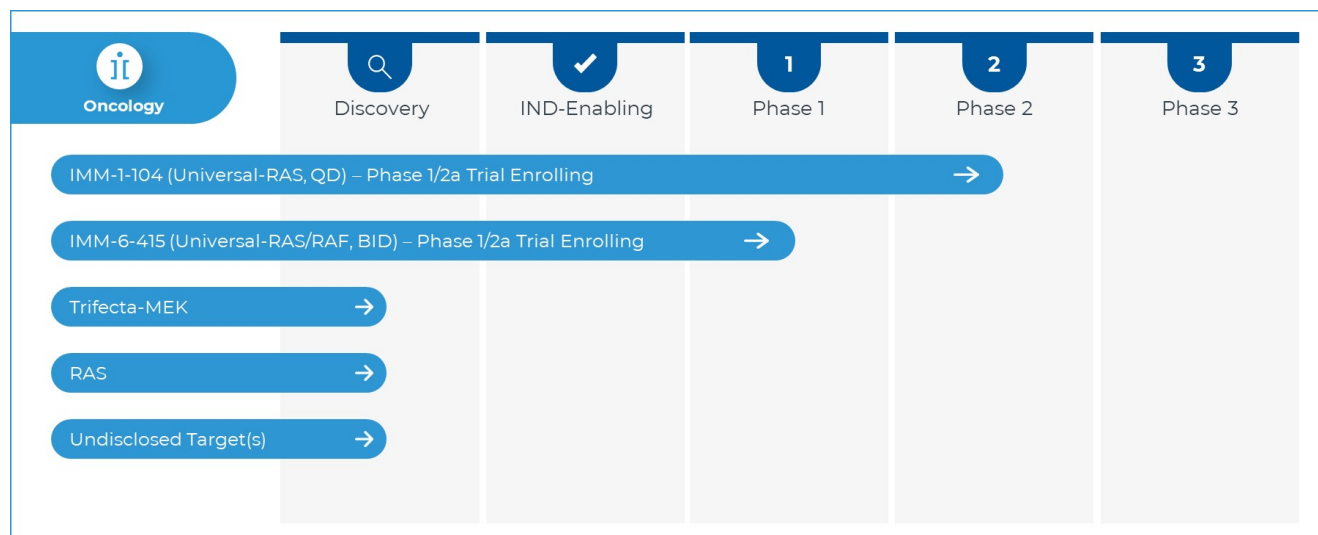 Oncology
Discovery
IND-Enabling
1
Phase 1
2
Phase 2
3
Phase 3
IMM-1-104 (Universal-RAS, QD) – Phase 1/2a Trial Enrolling
IMM-6-415 (Universal-RAS/RAF, BID) – Phase 1/2a Trial Enrolling
Trifecta-MEK
RAS
Undisclosed Target(s)